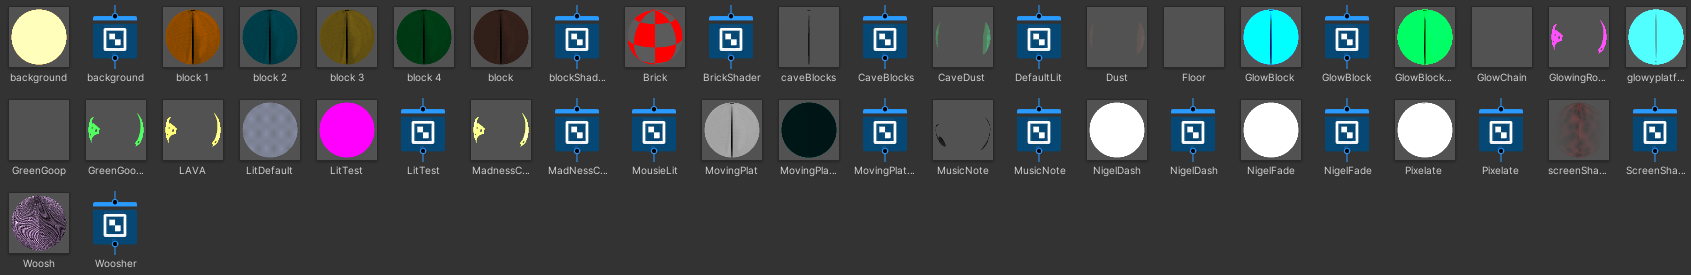 background background block 1 block 2 block 3 block 4 block blockShad... Brick BrickShader caveBlocks CaveBlocks CaveDust DefaultLit Dust Floor GlowBlock GlowBlock GlowBlock... GlowChain GlowingRo... glowyplatf...
GreenGoop GreenGoo... LAVA LitDefault LitTest LitTest MadnessC... MadNessC... MousieLit MovingPlat MovingPla... MovingPlat... MusicNote MusicNote NigelDash NigelDash NigelFade NigelFade Pixelate Pixelate screenSha... ScreenSha...
Woosh Woosher